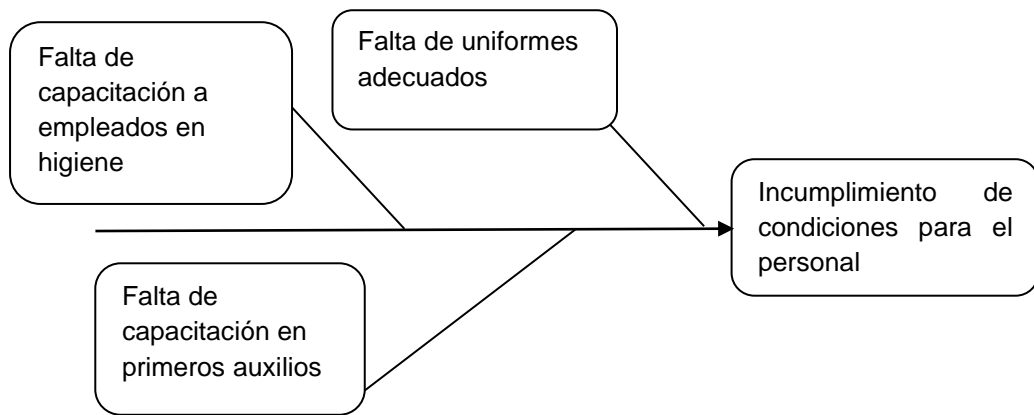 Falta de
capacitación a
empleados en
higiene
Falta de uniformes
adecuados
Incumplimiento de
condiciones para el
personal
Falta de
capacitación en
primeros auxilios